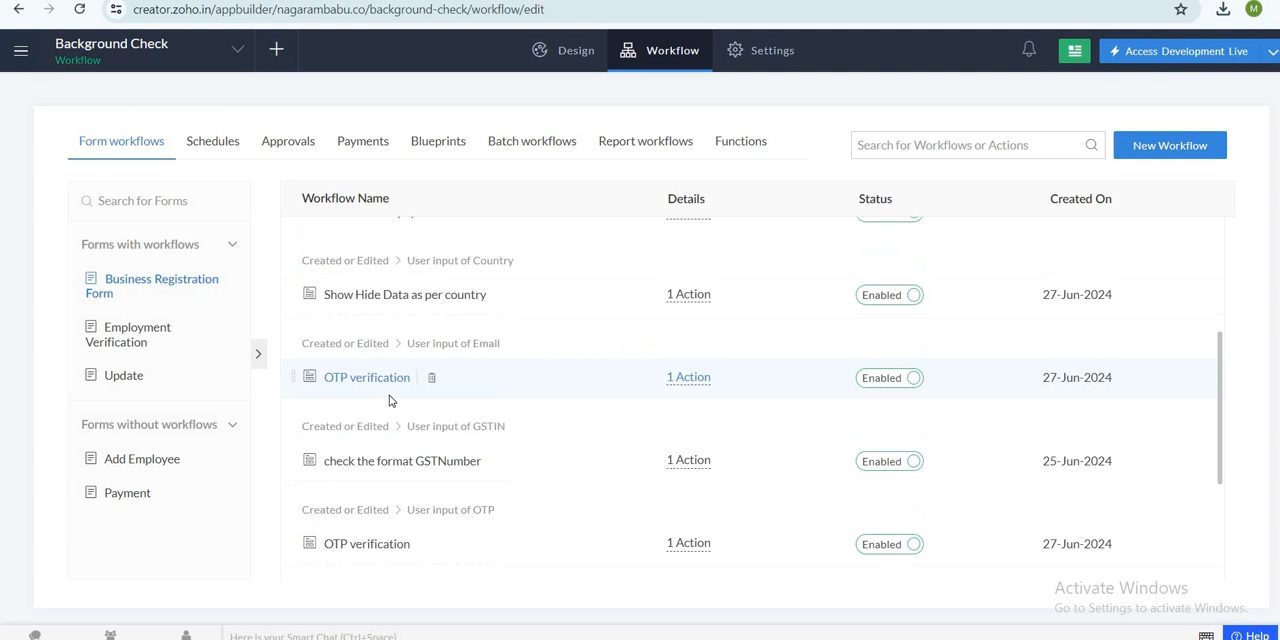 creator.zoho.in/appbuilder/nagarambabu.co/background-check/workflow/edit
M
Background Check
Workflow
Design
Workflow
Settings
Access Development Live
Form workflows
Schedules
Approvals
Payments
Blueprints
Batch workflows
Report workflows
Functions
Search for Workflows or Actions
New Workflow
Search for Forms
Workflow Name
Details
Status
Created On
Forms with workflows
Business Registration
Form
Employment
Verification
Update
Forms without workflows
Add Employee
Payment
Created or Edited > User input of Country
Show Hide Data as per country
1 Action
Enabled
27-Jun-2024
Created or Edited > User input of Email
OTP verification
1 Action
Enabled
27-Jun-2024
Created or Edited > User input of GSTIN
check the format GSTNumber
1 Action
Enabled
25-Jun-2024
Created or Edited > User input of OTP
OTP verification
1 Action
Enabled
27-Jun-2024
Activate Windows
Go to Settings to activate Windows.
Here is your Smart Chat (Ctrl+Space)
Help